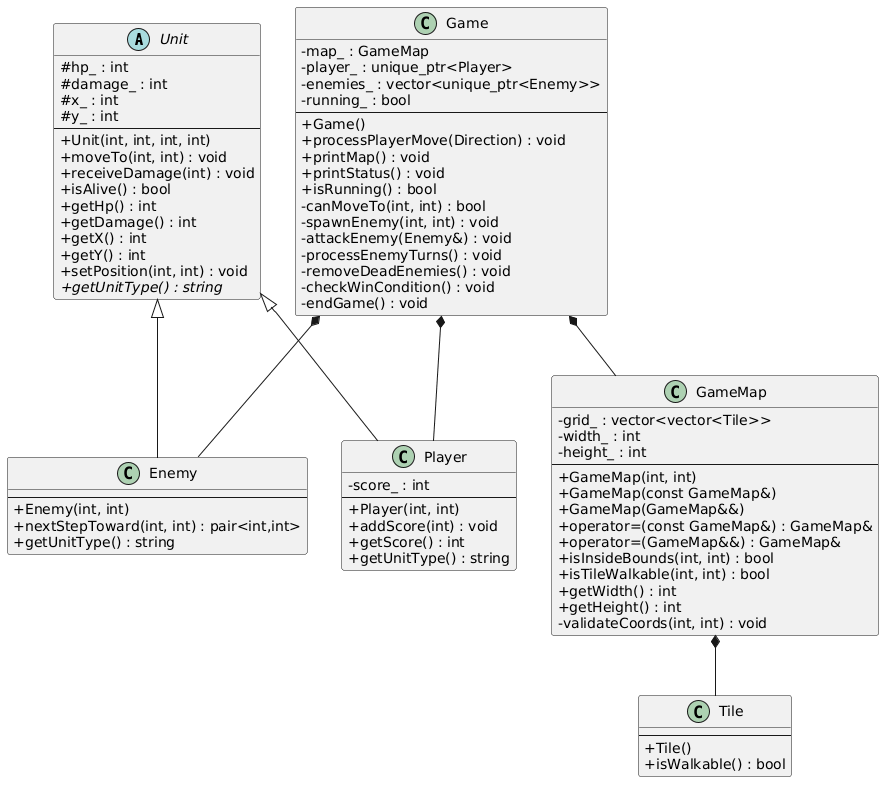 A Unit
#hp_ : int
#damage_ : int
#x_ : int
#y_ : int
+Unit(int, int, int, int)
+moveTo(int, int) : void
+receiveDamage(int) : void
+isAlive() : bool
+getHp() : int
+getDamage() : int
+getX() : int
+getY() : int
+setPosition(int, int) : void
+getUnitType() : string
C Game
-map_ : GameMap
-player_ : unique_ptr<Player>
-enemies_ : vector<unique_ptr<Enemy>>
-running_ : bool
+Game()
+processPlayerMove(Direction) : void
+printMap() : void
+printStatus() : void
+isRunning() : bool
-canMoveTo(int, int) : bool
-spawnEnemy(int, int) : void
-attackEnemy(Enemy&) : void
-processEnemyTurns() : void
-removeDeadEnemies() : void
-checkWinCondition() : void
-endGame() : void
C Enemy
+Enemy(int, int)
+nextStepToward(int, int) : pair<int,int>
+getUnitType() : string
C Player
-score_ : int
+Player(int, int)
+addScore(int) : void
+getScore() : int
+getUnitType() : string
C GameMap
-grid_ : vector<vector<Tile>>
-width_ : int
-height_ : int
+GameMap(int, int)
+GameMap(const GameMap&)
+GameMap(GameMap&&)
+operator=(const GameMap&) : GameMap&
+operator=(GameMap&&) : GameMap&
+isInsideBounds(int, int) : bool
+isTileWalkable(int, int) : bool
+getWidth() : int
+getHeight() : int
-validateCoords(int, int) : void
C Tile
+Tile()
+isWalkable() : bool